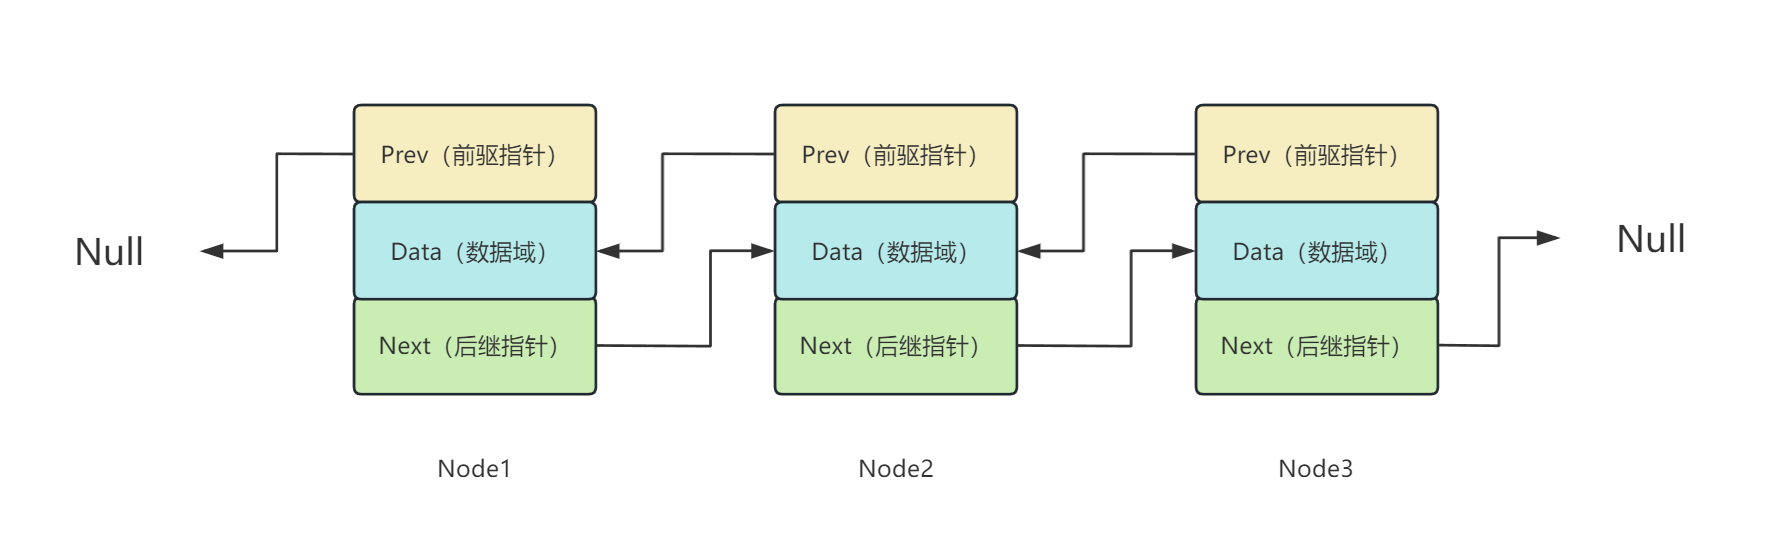 Null
Prev（前驱指针）
Data（数据域）
Next（后继指针）
Node1
Prev（前驱指针）
Data（数据域）
Next（后继指针）
Node2
Prev（前驱指针）
Data（数据域）
Next（后继指针）
Node3
Null